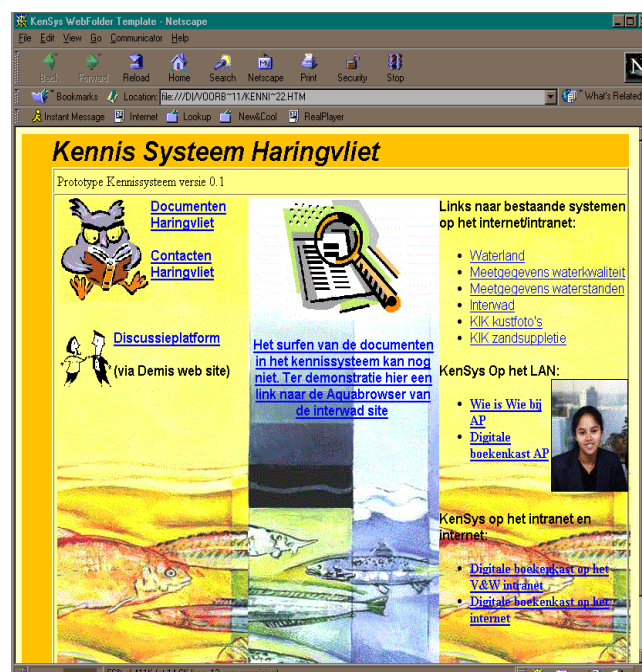 KenSys WebFolder Template - Netscape
File Edit View Go Communicator Help
Back Forward Reload Home Search Netscape Print Security Stop
Bookmarks Location: file:///D|/VOORB~11/KENNI~22.HTM What's Related
Instant Message Internet Lookup New&Cool RealPlayer
Kennis Systeem Haringvliet
Prototype Kennissysteem versie 0.1
Documenten
Haringvliet
Contacten
Haringvliet
Discussieplatform
(via Demis web site)
Het surfen van de documenten
in het kennissysteem kan nog
niet. Ter demonstratie hier een
link naar de Aquabrowser van
de interwad site
Links naar bestaande systemen
op het internet/intranet:
Waterland
Meetgegevens waterkwaliteit
Meetgegevens waterstanden
Interwad
KIK kustfoto's
KIK zandsuppletie
KenSys Op het LAN:
Wie is Wie bij
AP
Digitale
boekenkast AP
KenSys op het intranet en
internet:
Digitale boekenkast op het
V&W intranet
Digitale boekenkast op het
internet